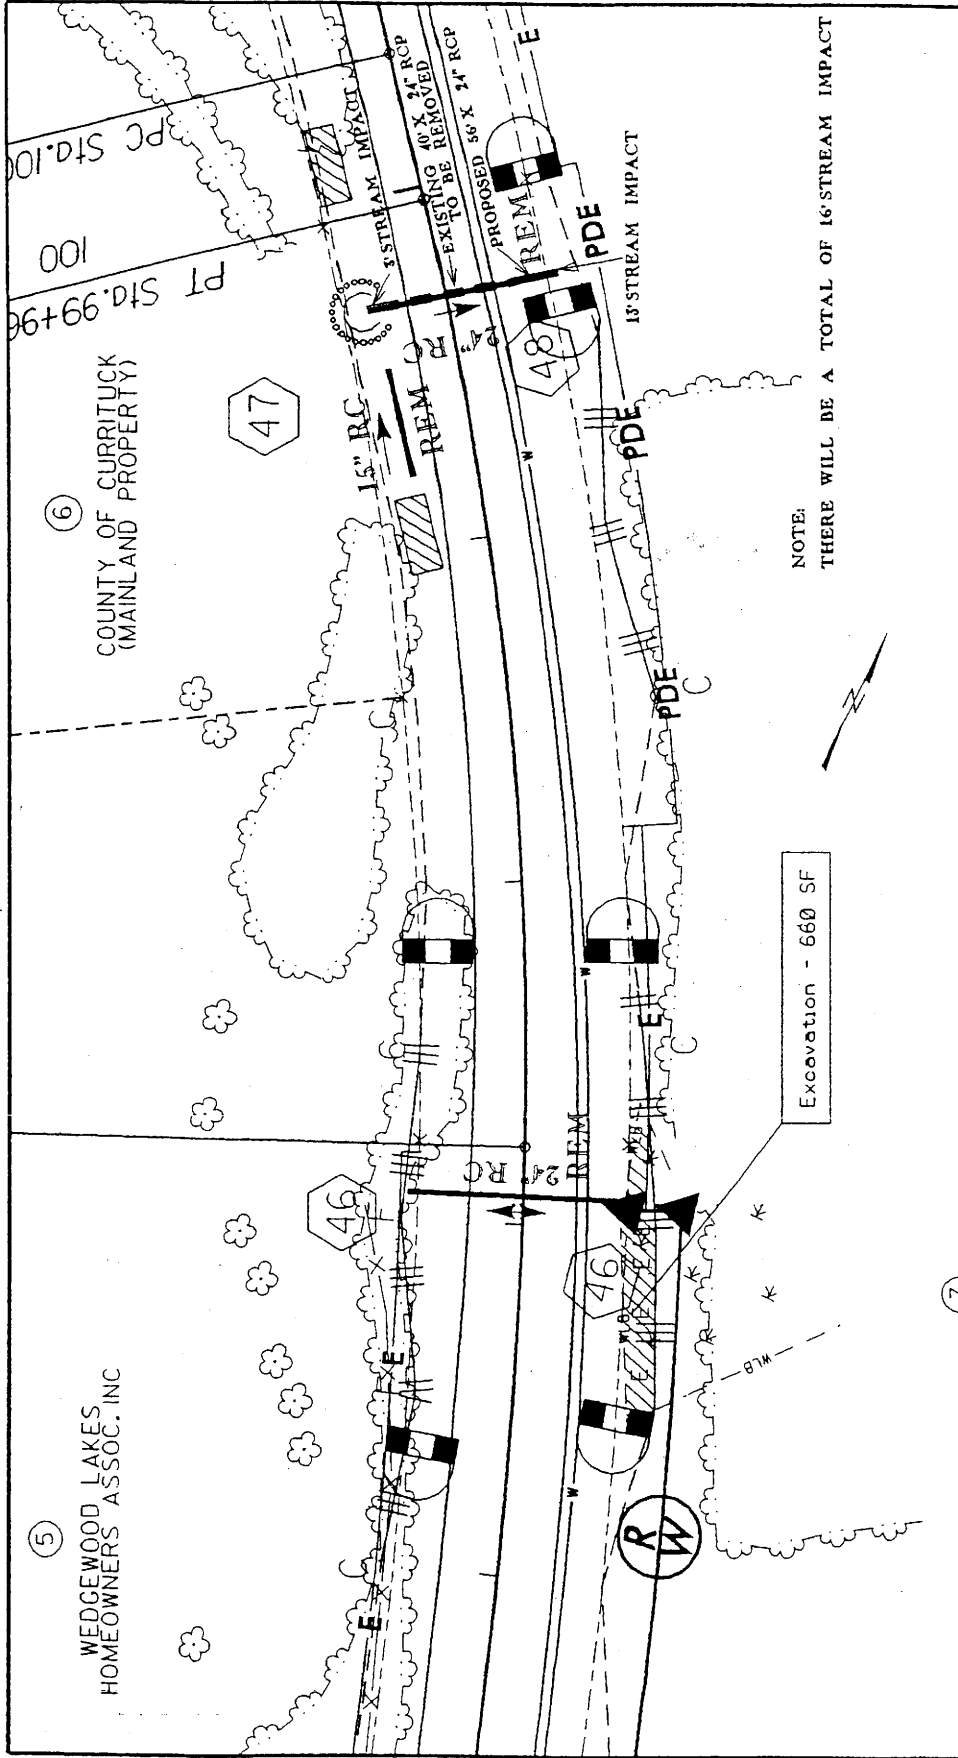 5
WEDGEWOOD LAKES
HOMEOWNERS ASSOC. INC
6
COUNTY OF CURRITUCK
(MAINLAND PROPERTY)
47
PT Sta.99+96
100
PC Sta.100
3' STREAM IMPACT
EXISTING 40' X 24" RCP
TO BE REMOVED
PROPOSED 56' X 24" RCP
REM
15" RC
REM
24" RC
48
PDE
E
13' STREAM IMPACT
PDE
PDE
C
C
C
C
C
46
24" RC
REM
46
E
E
E
E
E
E
W
W
W
WLB
WLB
WLB
R
W
Excavation - 660 SF
N
NOTE:
THERE WILL BE A TOTAL OF 16' STREAM IMPACT
7